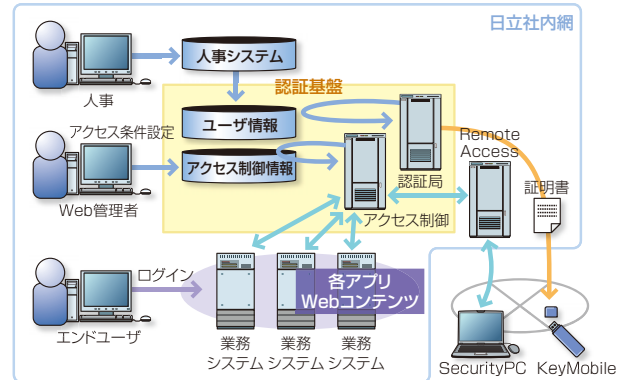 日立社内網
人事システム
認証基盤
人事
ユーザ情報
アクセス条件設定
アクセス制御情報
Remote
Access
認証局
証明書
Web管理者
アクセス制御
ログイン
各アプリ
Webコンテンツ
エンドユーザ
業務
システム
業務
システム
業務
システム
SecurityPC
KeyMobile